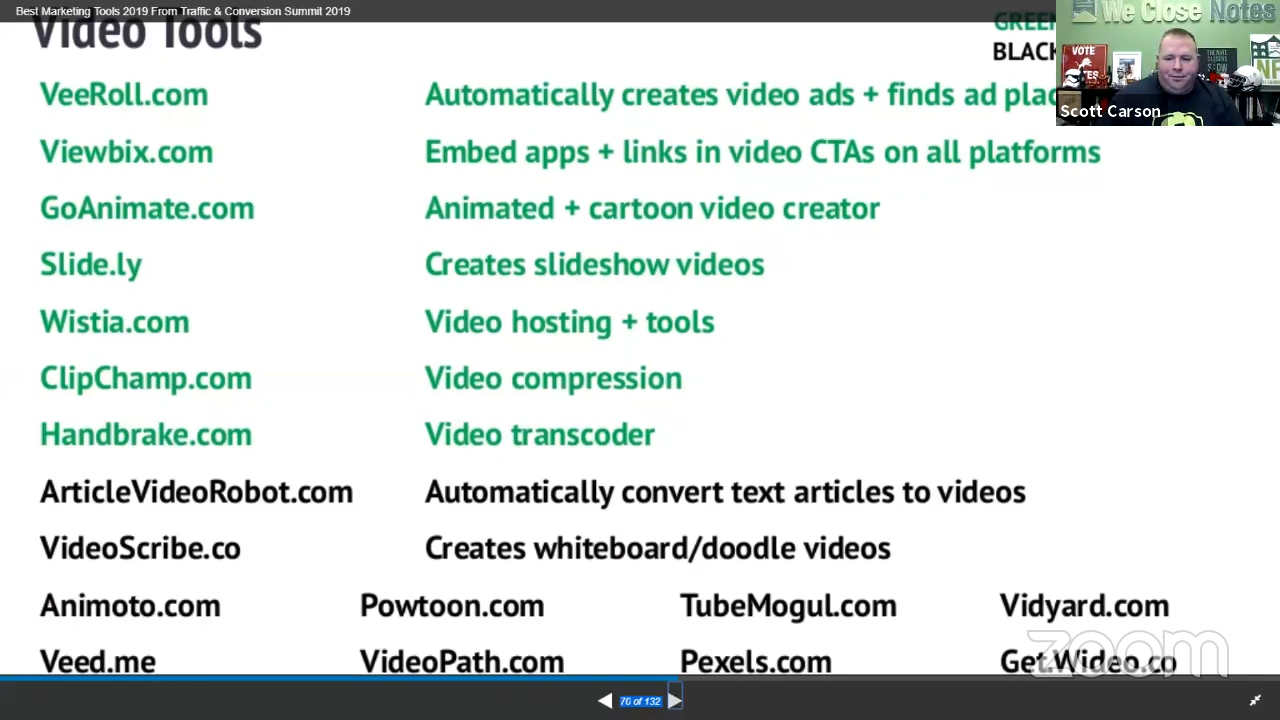 Best Marketing Tools 2019 From Traffic & Conversion Summit 2019
We Close Notes
Video Tools
GREEN
BLACK
VOTE
Scott Carson
VeeRoll.com Automatically creates video ads + finds ad plac
Viewbix.com Embed apps + links in video CTAs on all platforms
GoAnimate.com Animated + cartoon video creator
Slide.ly Creates slideshow videos
Wistia.com Video hosting + tools
ClipChamp.com Video compression
Handbrake.com Video transcoder
ArticleVideoRobot.com Automatically convert text articles to videos
VideoScribe.co Creates whiteboard/doodle videos
Animoto.com Powtoon.com TubeMogul.com Vidyard.com
Veed.me VideoPath.com Pexels.com Get.Wideo.co
zoom
70 of 132